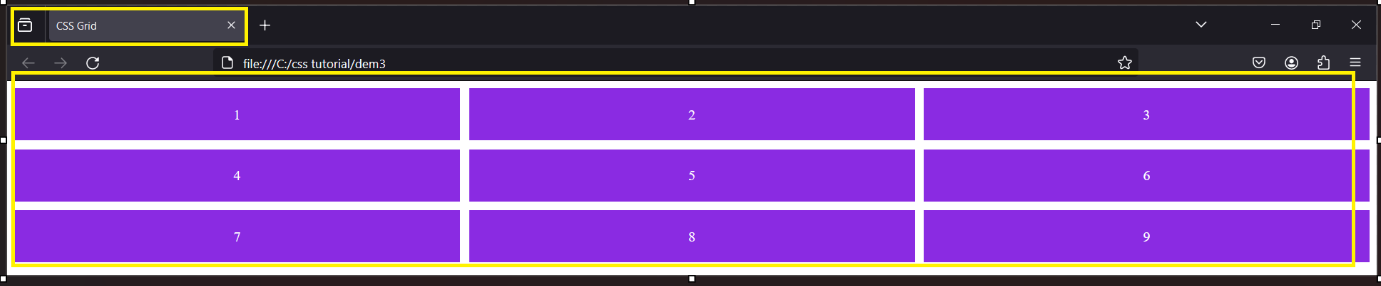 CSS Grid
file:///C:/css tutorial/dem3
1 2 3
4 5 6
7 8 9